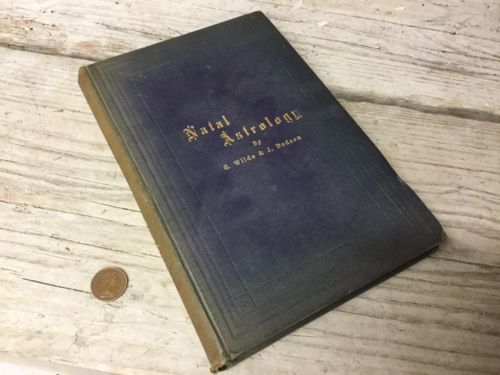 Natal
Astrology
By
G. Wilde & J. Dodson